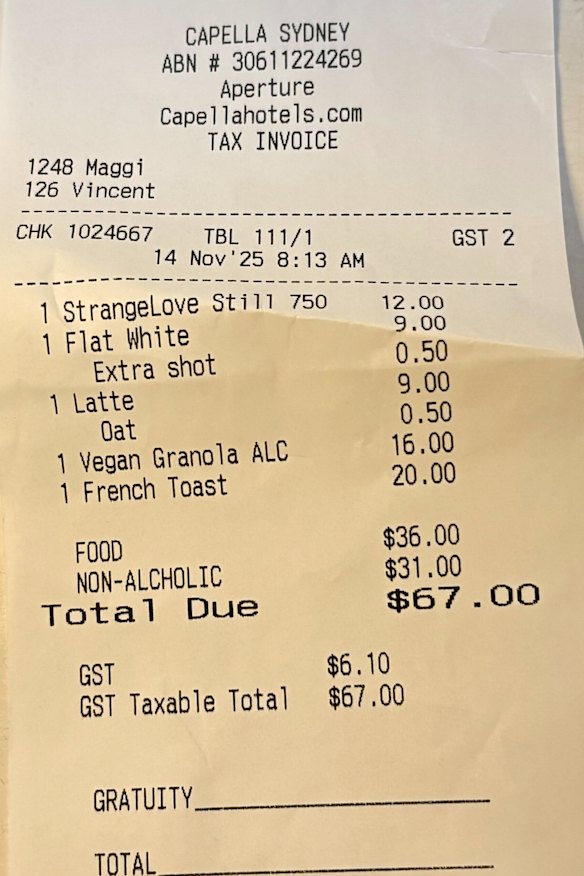 CAPELLA SYDNEY
ABN # 30611224269
Aperture
Capellahotels.com
TAX INVOICE
1248 Maggi
126 Vincent
CHK 1024667 TBL 111/1 GST 2
14 Nov'25 8:13 AM
1 StrangeLove Still 750 12.00
1 Flat White 9.00
Extra shot 0.50
1 Latte 9.00
Oat 0.50
1 Vegan Granola ALC 16.00
1 French Toast 20.00
FOOD $36.00
NON-ALCHOLIC $31.00
Total Due $67.00
GST $6.10
GST Taxable Total $67.00
GRATUITY
TOTAL